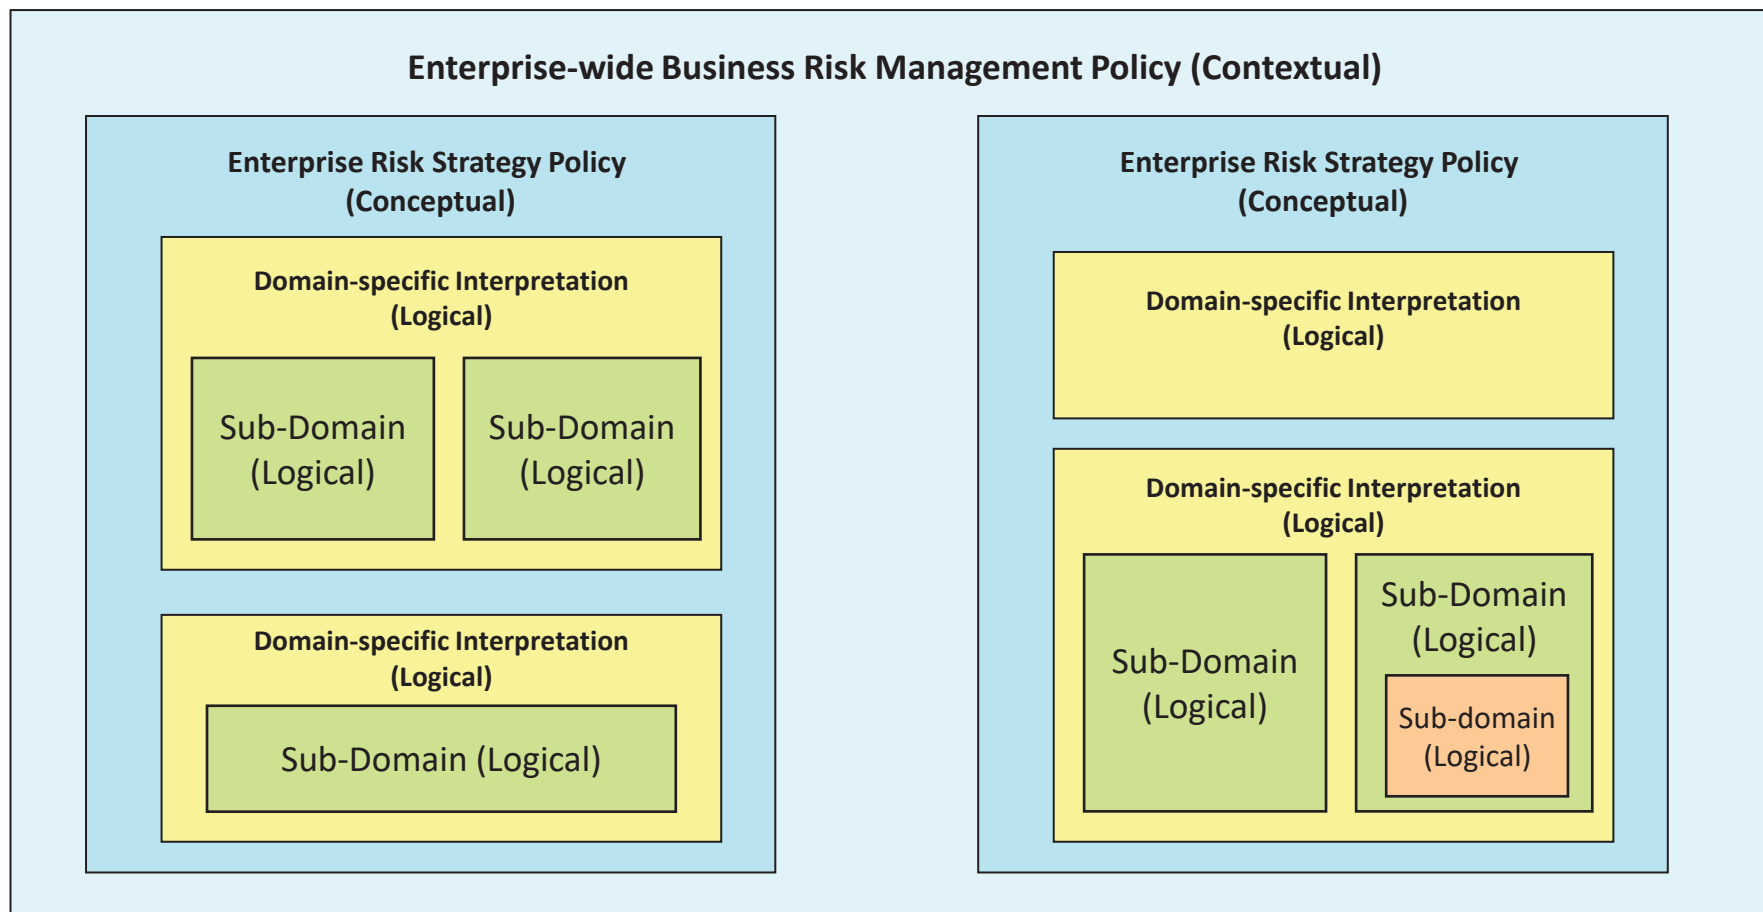 Enterprise-wide Business Risk Management Policy (Contextual)
Enterprise Risk Strategy Policy
(Conceptual)
Domain-specific Interpretation
(Logical)
Sub-Domain
(Logical)
Sub-Domain
(Logical)
Domain-specific Interpretation
(Logical)
Sub-Domain (Logical)
Enterprise Risk Strategy Policy
(Conceptual)
Domain-specific Interpretation
(Logical)
Domain-specific Interpretation
(Logical)
Sub-Domain
(Logical)
Sub-Domain
(Logical)
Sub-domain
(Logical)